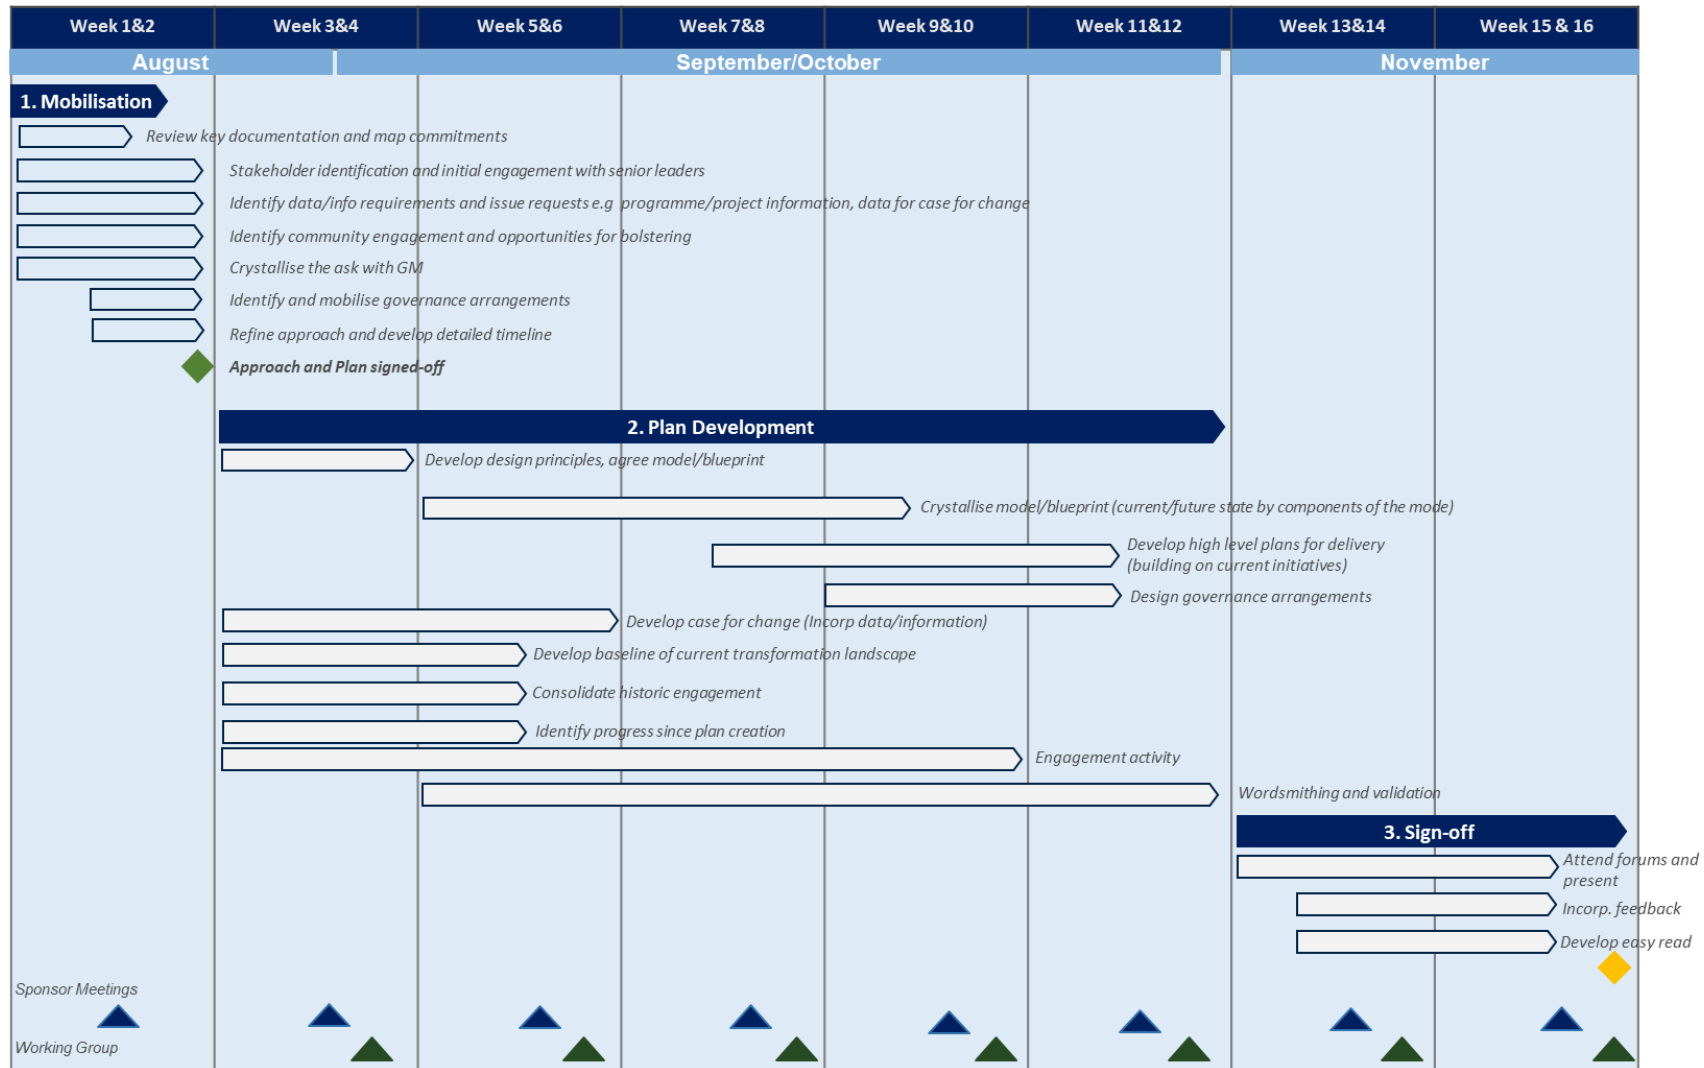 Week 1&2
Week 3&4
Week 5&6
Week 7&8
Week 9&10
Week 11&12
Week 13&14
Week 15 & 16
August
September/October
November
1. Mobilisation
Review key documentation and map commitments
Stakeholder identification and initial engagement with senior leaders
Identify data/info requirements and issue requests e.g programme/project information, data for case for change
Identify community engagement and opportunities for bolstering
Crystallise the ask with GM
Identify and mobilise governance arrangements
Refine approach and develop detailed timeline
Approach and Plan signed-off
2. Plan Development
Develop design principles, agree model/blueprint
Crystallise model/blueprint (current/future state by components of the mode)
Develop high level plans for delivery
(building on current initiatives)
Design governance arrangements
Develop case for change (Incorp data/information)
Develop baseline of current transformation landscape
Consolidate historic engagement
Identify progress since plan creation
Engagement activity
Wordsmithing and validation
3. Sign-off
Attend forums and
present
Incorp. feedback
Develop easy read
Sponsor Meetings
Working Group